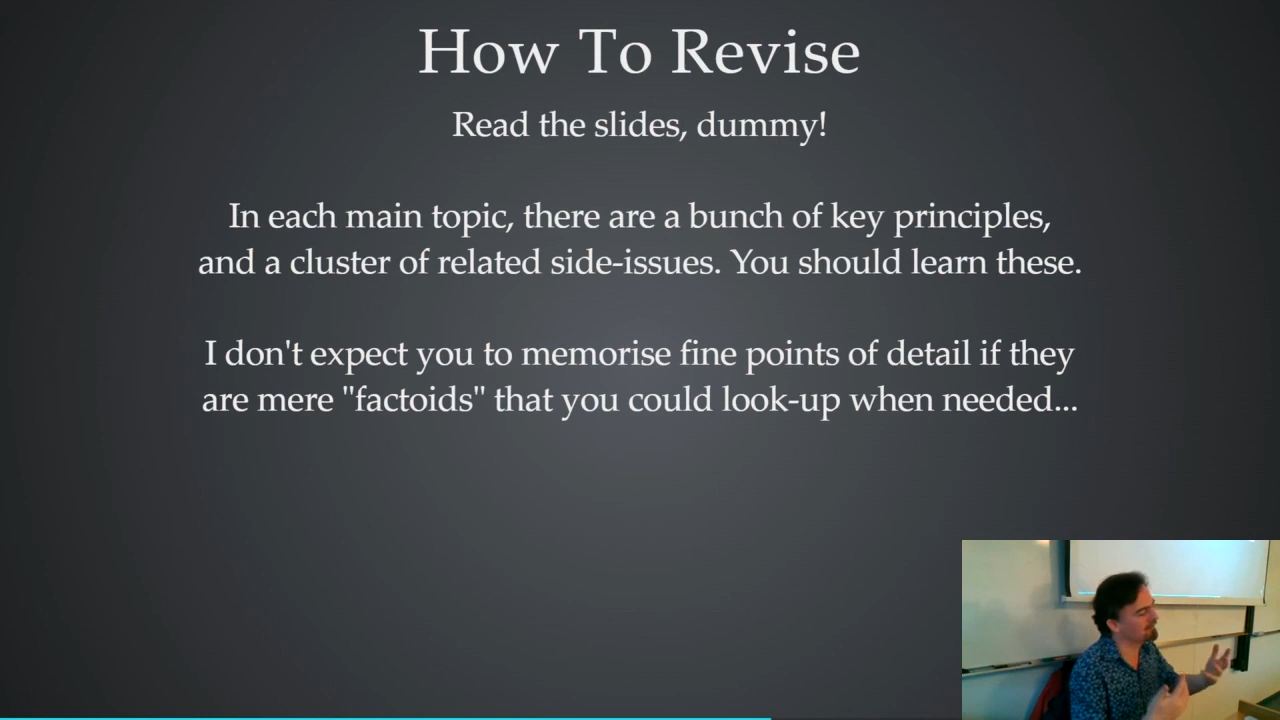 How To Revise
Read the slides, dummy!
In each main topic, there are a bunch of key principles,
and a cluster of related side-issues. You should learn these.
I don't expect you to memorise fine points of detail if they
are mere "factoids" that you could look-up when needed...